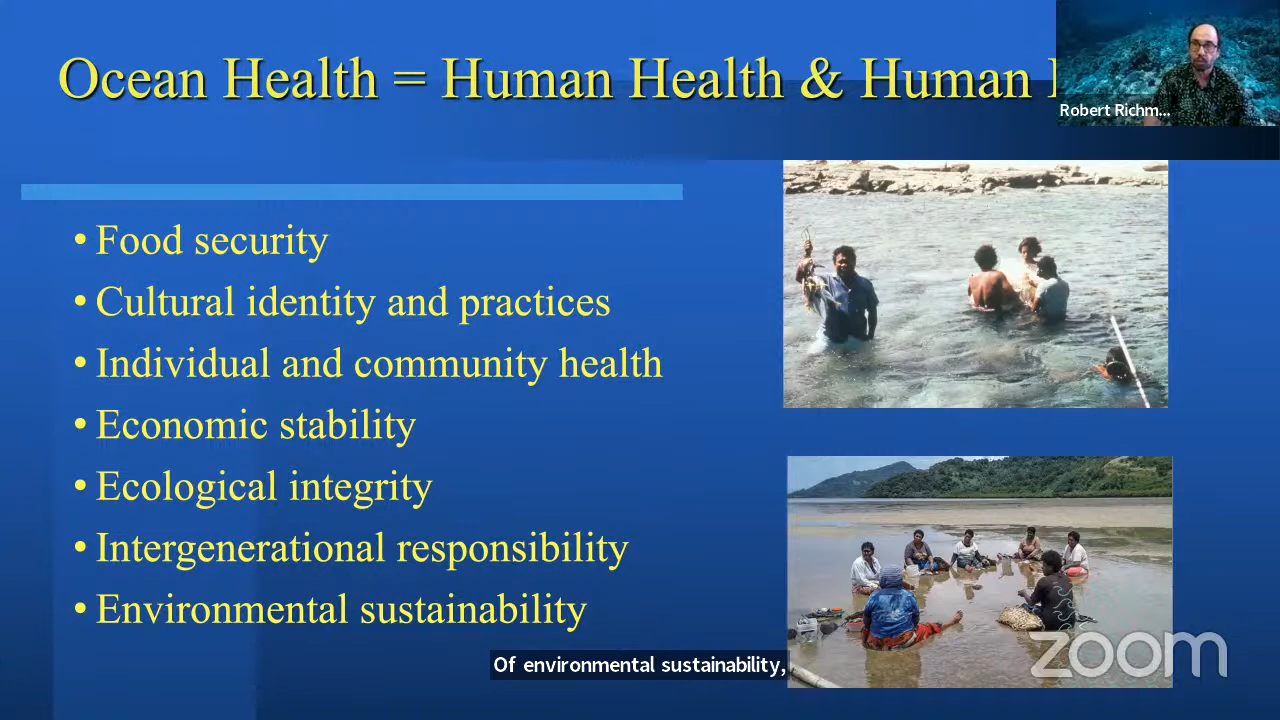 Ocean Health = Human Health & Human
Robert Richm...
• Food security
• Cultural identity and practices
• Individual and community health
• Economic stability
• Ecological integrity
• Intergenerational responsibility
• Environmental sustainability
Of environmental sustainability,
zoom